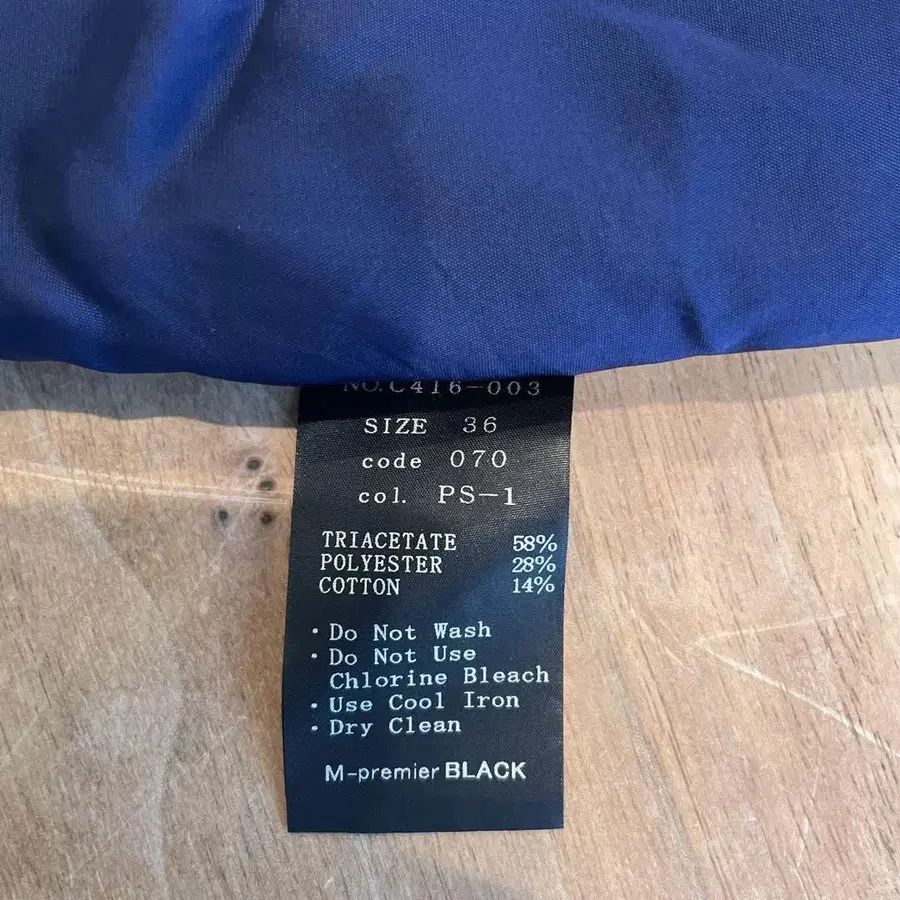 NO.C416-003
SIZE 36
code 070
col. PS-1
TRIACETATE 58%
POLYESTER 28%
COTTON 14%
· Do Not Wash
· Do Not Use
Chlorine Bleach
· Use Cool Iron
· Dry Clean
M-premier BLACK